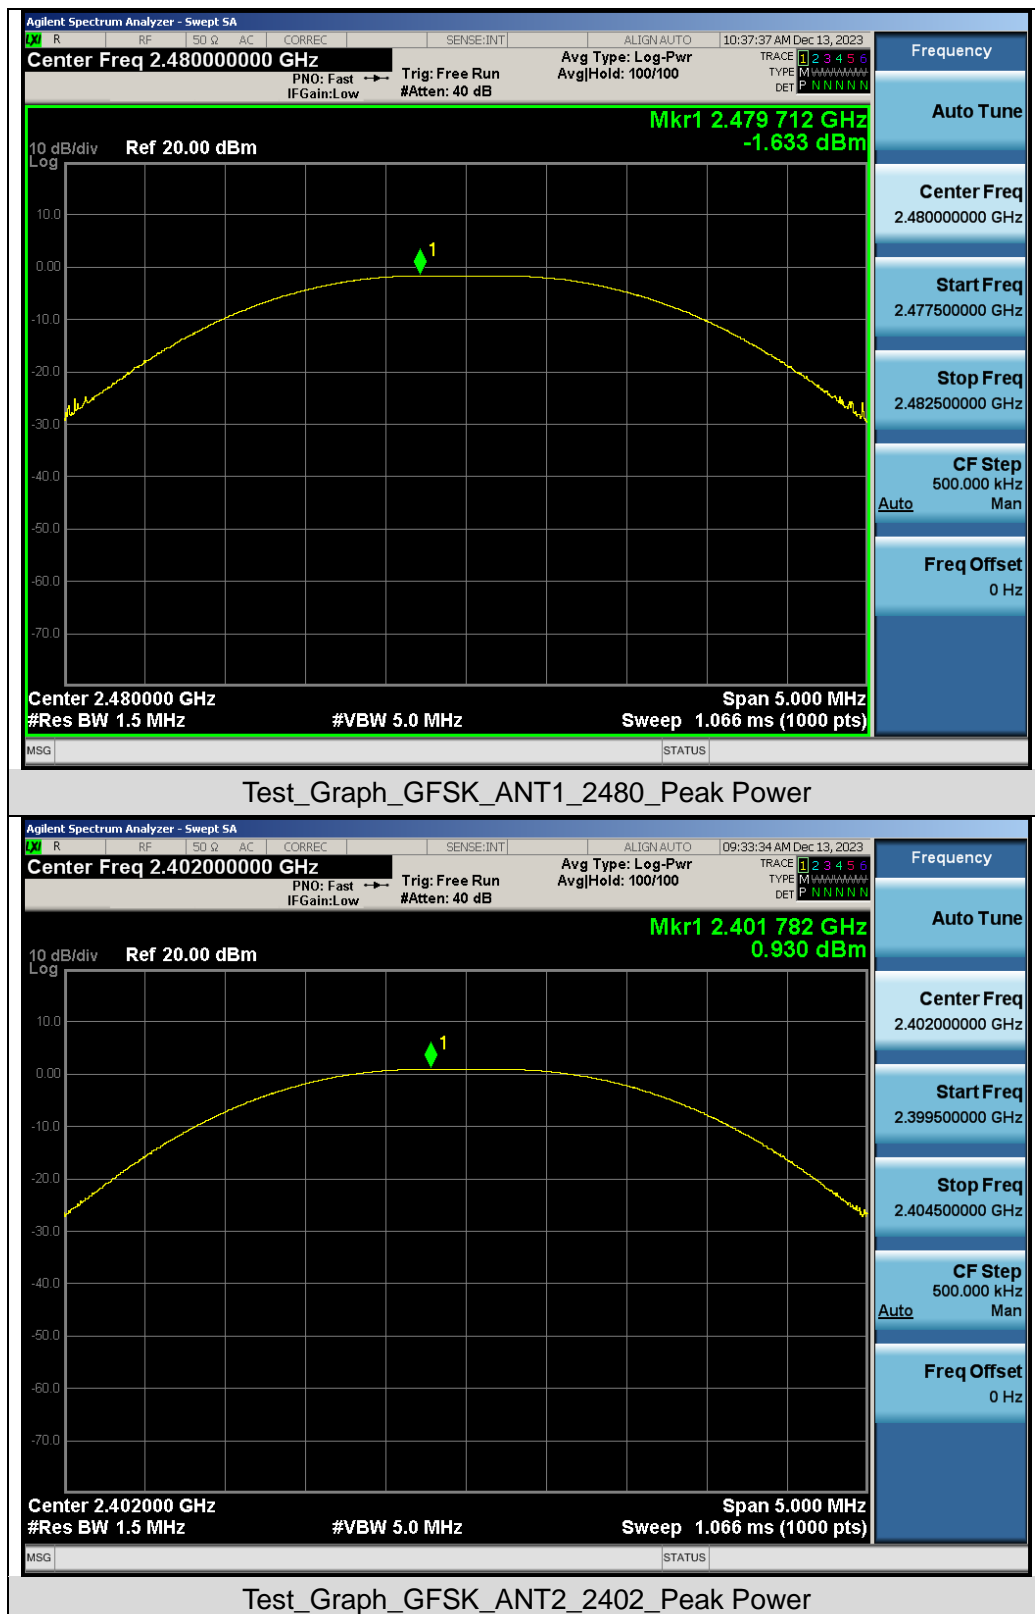 Agilent Spectrum Analyzer - Swept SA
LXI R RF 50 Ω AC CORREC SENSE:INT ALIGN AUTO 10:37:37 AM Dec 13, 2023
Center Freq 2.480000000 GHz
PNO: Fast
IFGain:Low
Trig: Free Run
#Atten: 40 dB
Avg Type: Log-Pwr
Avg|Hold: 100/100
TRACE 1 2 3 4 5 6
TYPE M
DET P N N N N N
Mkr1 2.479 712 GHz
-1.633 dBm
10 dB/div Ref 20.00 dBm
Log
10.0
1
0.00
-10.0
-20.0
-30.0
-40.0
-50.0
-60.0
-70.0
Center 2.480000 GHz Span 5.000 MHz
#Res BW 1.5 MHz #VBW 5.0 MHz Sweep 1.066 ms (1000 pts)
MSG STATUS
Frequency
Auto Tune
Center Freq
2.480000000 GHz
Start Freq
2.477500000 GHz
Stop Freq
2.482500000 GHz
CF Step
500.000 kHz
Auto Man
Freq Offset
0 Hz
Test_Graph_GFSK_ANT1_2480_Peak Power
Agilent Spectrum Analyzer - Swept SA
LXI R RF 50 Ω AC CORREC SENSE:INT ALIGN AUTO 09:33:34 AM Dec 13, 2023
Center Freq 2.402000000 GHz
PNO: Fast
IFGain:Low
Trig: Free Run
#Atten: 40 dB
Avg Type: Log-Pwr
Avg|Hold: 100/100
TRACE 1 2 3 4 5 6
TYPE M
DET P N N N N N
Mkr1 2.401 782 GHz
0.930 dBm
10 dB/div Ref 20.00 dBm
Log
10.0
1
0.00
-10.0
-20.0
-30.0
-40.0
-50.0
-60.0
-70.0
Center 2.402000 GHz Span 5.000 MHz
#Res BW 1.5 MHz #VBW 5.0 MHz Sweep 1.066 ms (1000 pts)
MSG STATUS
Frequency
Auto Tune
Center Freq
2.402000000 GHz
Start Freq
2.399500000 GHz
Stop Freq
2.404500000 GHz
CF Step
500.000 kHz
Auto Man
Freq Offset
0 Hz
Test_Graph_GFSK_ANT2_2402_Peak Power